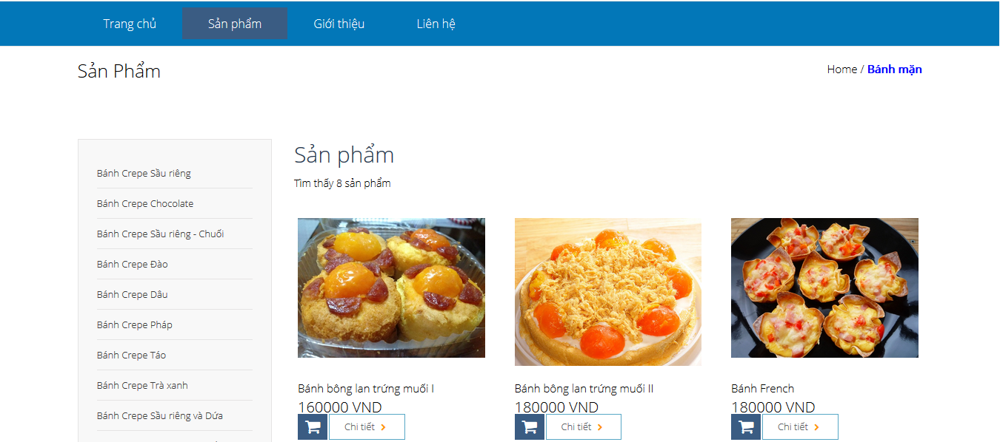 Trang chủ Sản phẩm Giới thiệu Liên hệ
Sản Phẩm
Home / Bánh mặn
Bánh Crepe Sầu riêng
Bánh Crepe Chocolate
Bánh Crepe Sầu riêng - Chuối
Bánh Crepe Đào
Bánh Crepe Dâu
Bánh Crepe Pháp
Bánh Crepe Táo
Bánh Crepe Trà xanh
Bánh Crepe Sầu riêng và Dứa
Sản phẩm
Tìm thấy 8 sản phẩm
Bánh bông lan trứng muối I
160000 VND
Chi tiết
Bánh bông lan trứng muối II
180000 VND
Chi tiết
Bánh French
180000 VND
Chi tiết